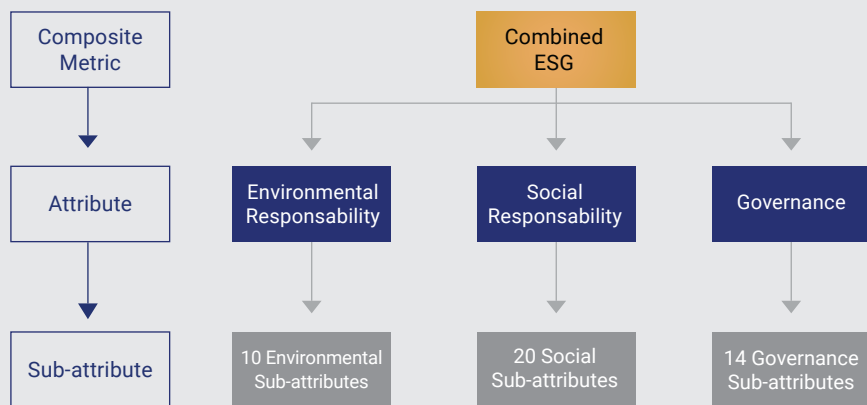 Composite
Metric
Combined
ESG
Attribute
Environmental
Responsability
Social
Responsability
Governance
Sub-attribute
10 Environmental
Sub-attributes
20 Social
Sub-attributes
14 Governance
Sub-attributes